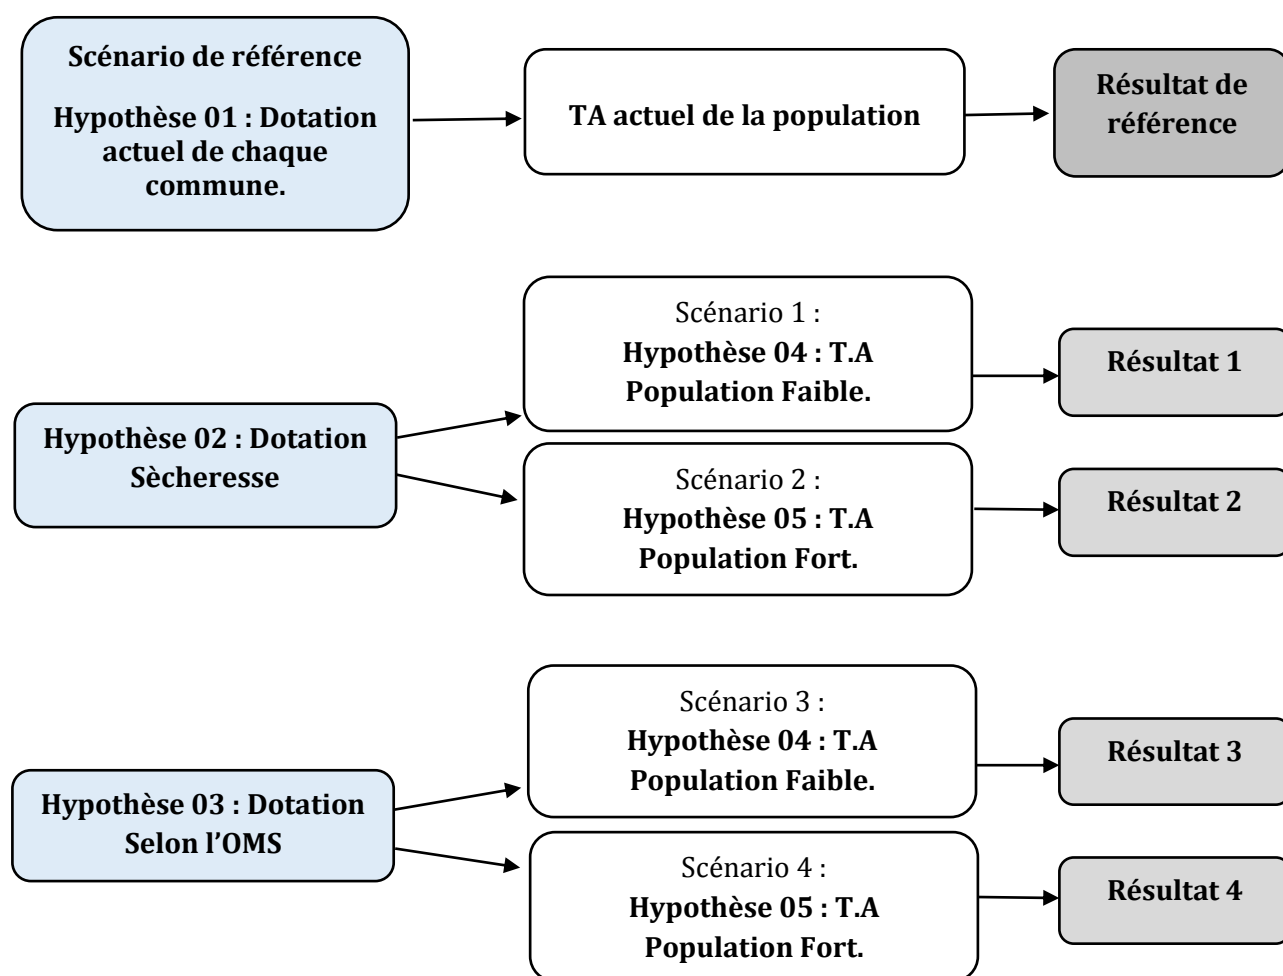 Scénario de référence
Hypothèse 01 : Dotation
actuel de chaque
commune.
TA actuel de la population
Résultat de
référence
Hypothèse 02 : Dotation
Sècheresse
Scénario 1 :
Hypothèse 04 : T.A
Population Faible.
Résultat 1
Scénario 2 :
Hypothèse 05 : T.A
Population Fort.
Résultat 2
Hypothèse 03 : Dotation
Selon l’OMS
Scénario 3 :
Hypothèse 04 : T.A
Population Faible.
Résultat 3
Scénario 4 :
Hypothèse 05 : T.A
Population Fort.
Résultat 4